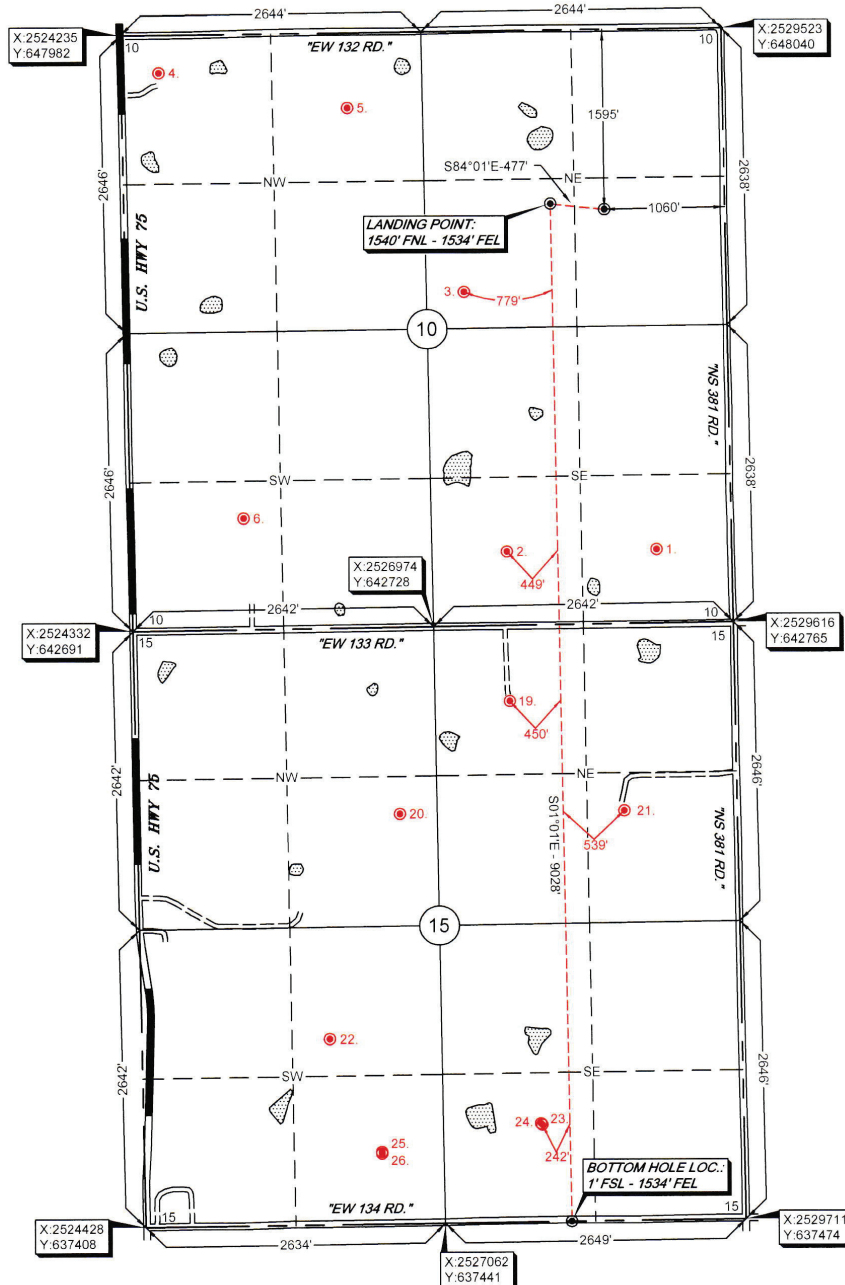 2644'
2644'
X:2524235
Y:647982
X:2529523
Y:648040
10
"EW 132 RD."
10
4.
5.
1595'
S84°01'E-477'
2646'
NW
NE
2638'
1060'
LANDING POINT:
1540' FNL - 1534' FEL
U.S. HWY 75
3.
779'
10
"NS 381 RD."
2646'
SW
SE
2638'
6.
2.
1.
449'
X:2526974
Y:642728
2642'
2642'
X:2524332
Y:642691
10
10
X:2529616
Y:642765
15
"EW 133 RD."
15
19.
450'
2642'
NW
NE
2646'
U.S. HWY 75
20.
21.
S01°01'E - 9028'
539'
"NS 381 RD."
15
22.
2642'
SW
SE
2646'
24.
23.
25.
26.
242'
BOTTOM HOLE LOC.:
1' FSL - 1534' FEL
15
"EW 134 RD."
15
X:2524428
Y:637408
X:2529711
Y:637474
2634'
2649'
X:2527062
Y:637441